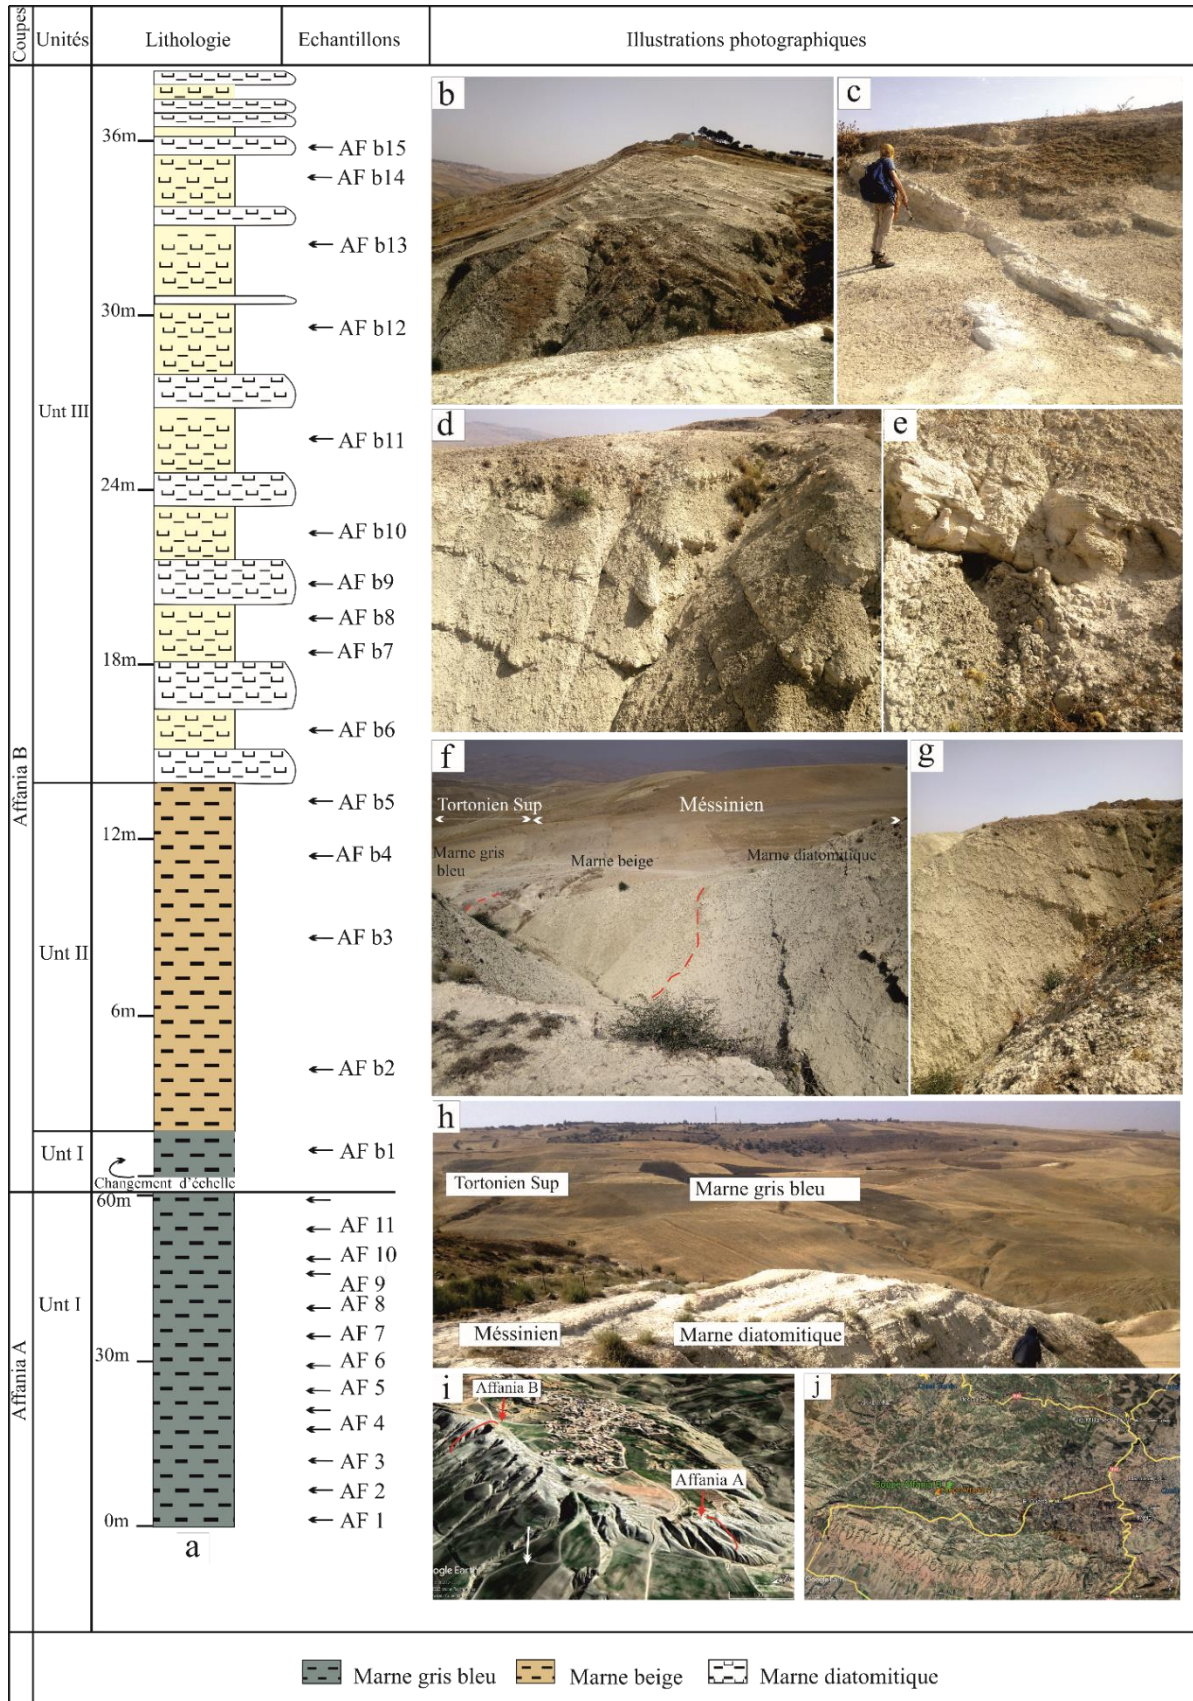 Coupes
Unités
Lithologie
Echantillons
Illustrations photographiques
Affania B
Unt III
Unt II
Unt I
36m
30m
24m
18m
12m
6m
Changement d'échelle
AF b15
AF b14
AF b13
AF b12
AF b11
AF b10
AF b9
AF b8
AF b7
AF b6
AF b5
AF b4
AF b3
AF b2
AF b1
Affania A
Unt I
60m
30m
0m
AF 11
AF 10
AF 9
AF 8
AF 7
AF 6
AF 5
AF 4
AF 3
AF 2
AF 1
a
b
c
d
e
f
Tortonien Sup
Méssinien
Marne gris
bleu
Marne beige
Marne diatomitique
g
h
Tortonien Sup
Marne gris bleu
Méssinien
Marne diatomitique
i
Affania B
Affania A
ogle Earth
j
Marne gris bleu
Marne beige
Marne diatomitique